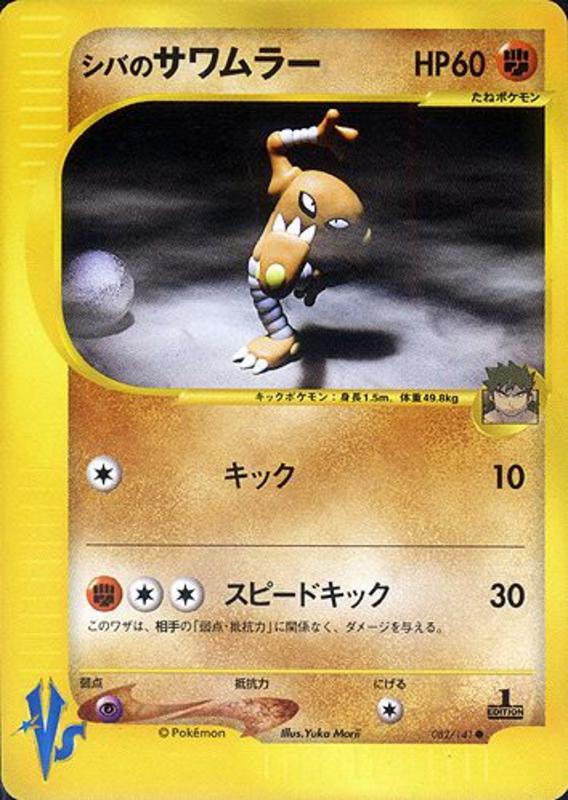 シバのサワムラー HP60
たねポケモン
キックポケモン：身長1.5m、体重49.8kg
キック 10
スピードキック 30
このワザは、相手の「弱点・抵抗力」に関係なく、ダメージを与える。
弱点 抵抗力 にげる
1
EDITION
Vs
©Pokémon Illus.Yuka Morii 082/141